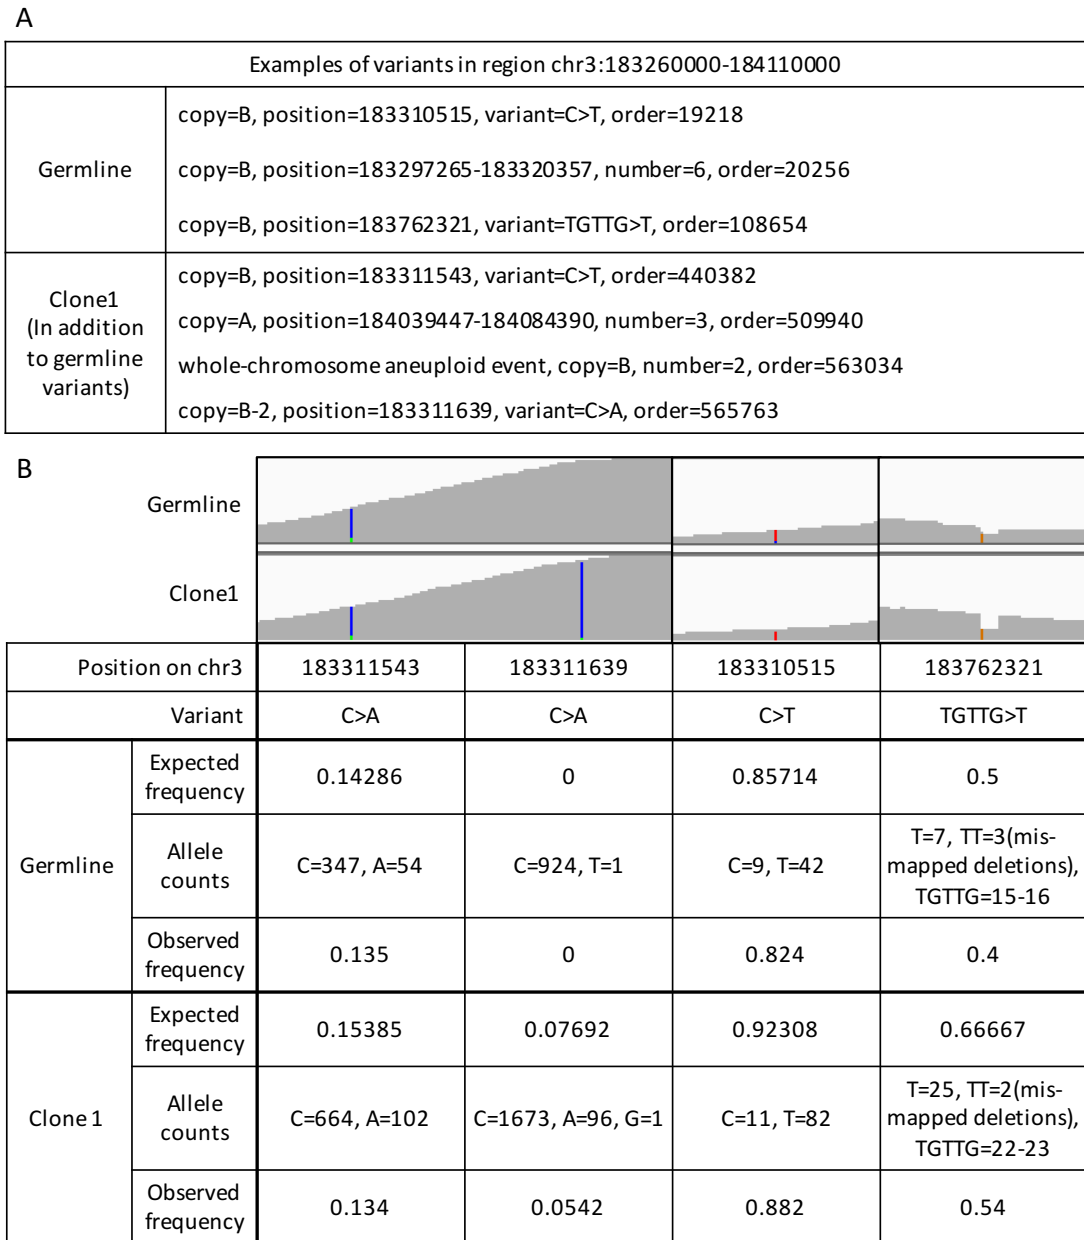 A
Examples of variants in region chr3:183260000-184110000
Germline
copy=B, position=183310515, variant=C>T, order=19218
copy=B, position=183297265-183320357, number=6, order=20256
copy=B, position=183762321, variant=TGTTG>T, order=108654
Clone1
(In addition
to germline
variants)
copy=B, position=183311543, variant=C>T, order=440382
copy=A, position=184039447-184084390, number=3, order=509940
whole-chromosome aneuploid event, copy=B, number=2, order=563034
copy=B-2, position=183311639, variant=C>A, order=565763
B
Germline
Clone1
Position on chr3 183311543 183311639 183310515 183762321
Variant C>A C>A C>T TGTTG>T
Germline
Expected
frequency
0.14286 0 0.85714 0.5
Allele
counts
C=347, A=54 C=924, T=1 C=9, T=42
T=7, TT=3(mis-
mapped deletions),
TGTTG=15-16
Observed
frequency
0.135 0 0.824 0.4
Clone 1
Expected
frequency
0.15385 0.07692 0.92308 0.66667
Allele
counts
C=664, A=102 C=1673, A=96, G=1 C=11, T=82
T=25, TT=2(mis-
mapped deletions),
TGTTG=22-23
Observed
frequency
0.134 0.0542 0.882 0.54